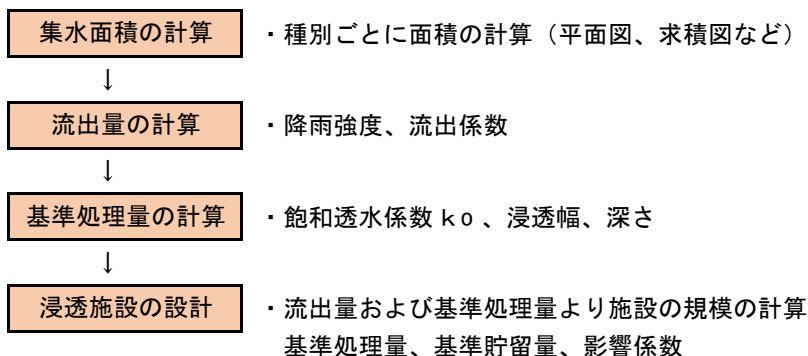 集水面積の計算 ・種別ごとに面積の計算（平面図、求積図など）
↓
流出量の計算 ・降雨強度、流出係数
↓
基準処理量の計算 ・飽和透水係数ｋ０、浸透幅、深さ
↓
浸透施設の設計 ・流出量および基準処理量より施設の規模の計算
基準処理量、基準貯留量、影響係数